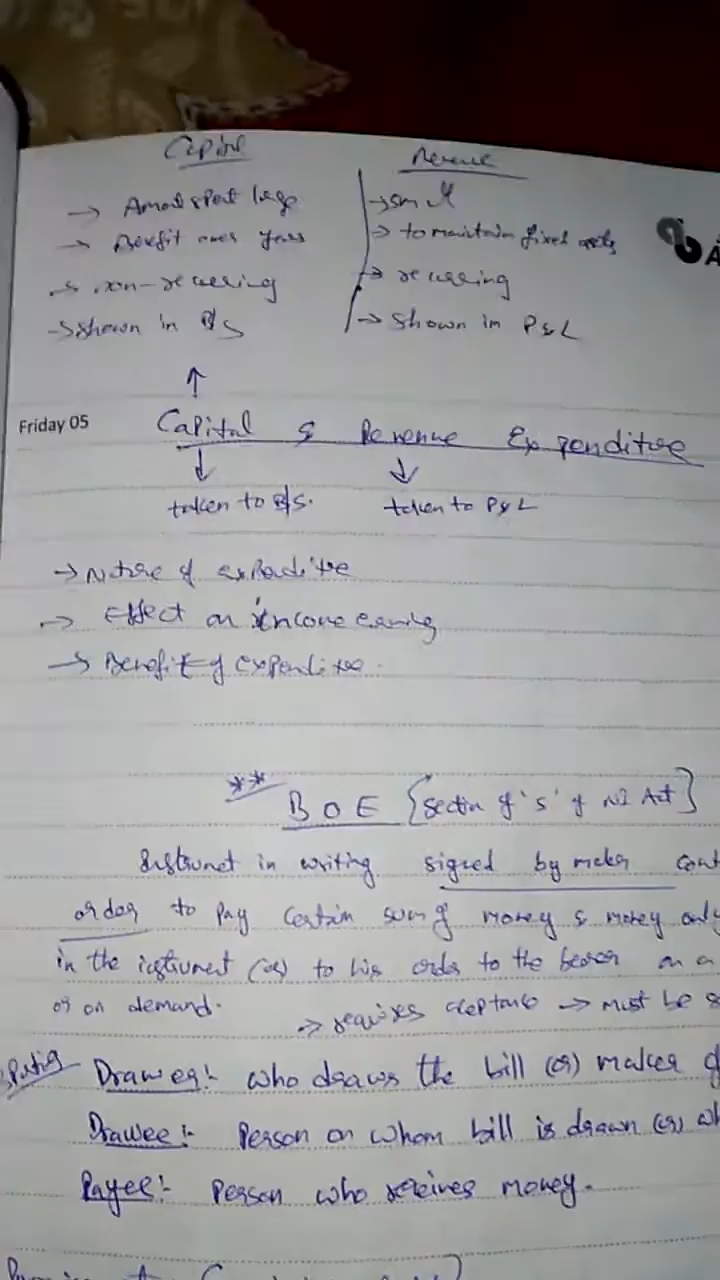 Capital
Revenue
→ Amount spent large
→ small
→ Benefit over years
→ to maintain fixed assets
→ non-recurring
→ recurring
→ shown in B/S
→ shown in P&L
↑
Friday 05
Capital & Revenue Expenditure
↓ ↓
taken to B/S.
taken to P&L
→ Nature of expenditre
→ Effect on income earning
→ Benefit of expenditre.
** BOE [section of '5' of NI Act]
Instrument in writing signed by maker cont
order to pay certain sum of money & money only
in the instrument (or) to his order to the bearer on a
or on demand.
→ requires acceptance → must be s
Drawer:- who draws the bill (or) maker of
Drawee:- Person on whom bill is drawn (or) wh
Payee:- Person who receives money.